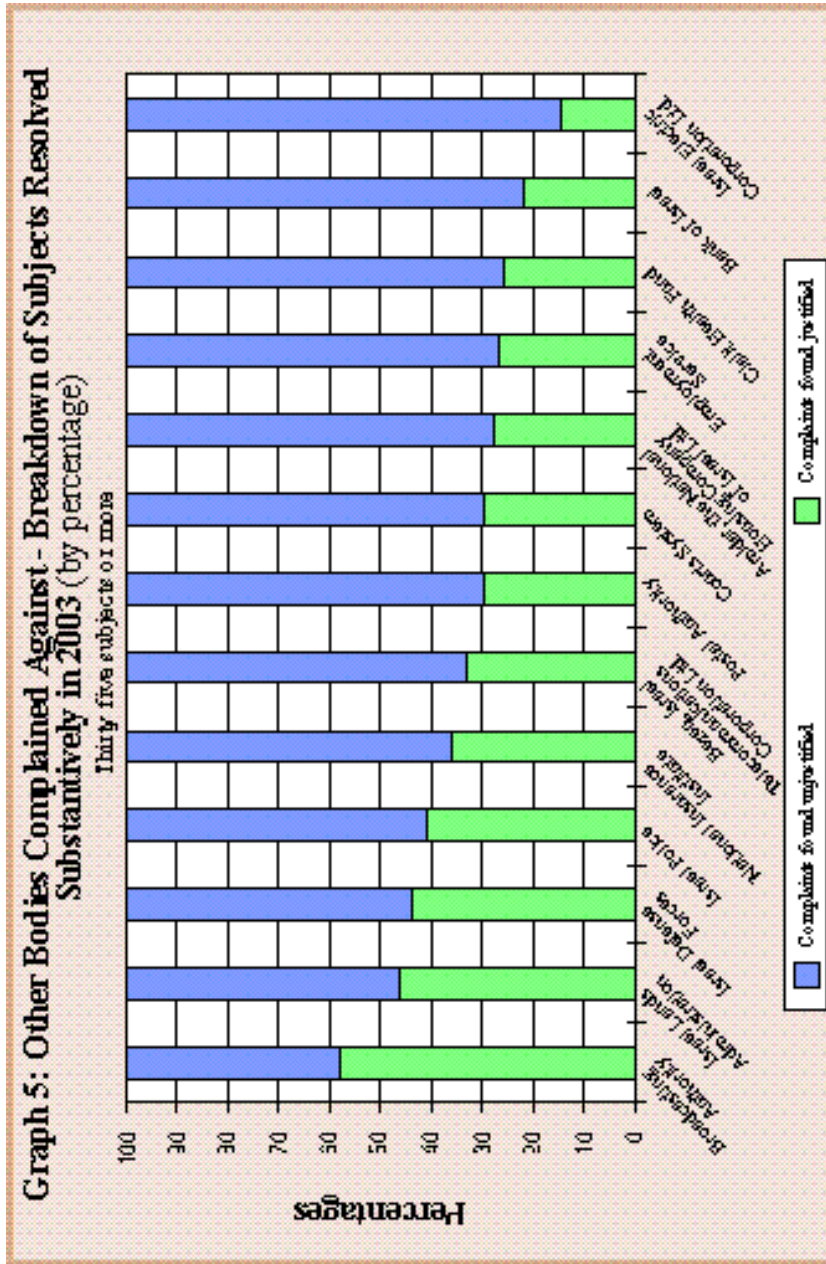 Graph 5: Other Bodies Complained Against - Breakdown of Subjects Resolved
Substantively in 2003 (by percentage)
Thirty five subjects or more
Percentages
100
90
80
70
60
50
40
30
20
10
0
Broadcasting
Authority
Israel Lands
Administration
Israel Defense
Forces
Israel Police
National Insurance
Institute
Bezeq, Israel
Telecommunications
Corporation Ltd.
Postal Authority
Courts System
Amidar the National
Housing Company
of Israel Ltd.
Employment
Service
Clalit Health Fund
Bank of Israel
Israel Electric
Corporation Ltd.
Complaints found unjustified
Complaints found justified